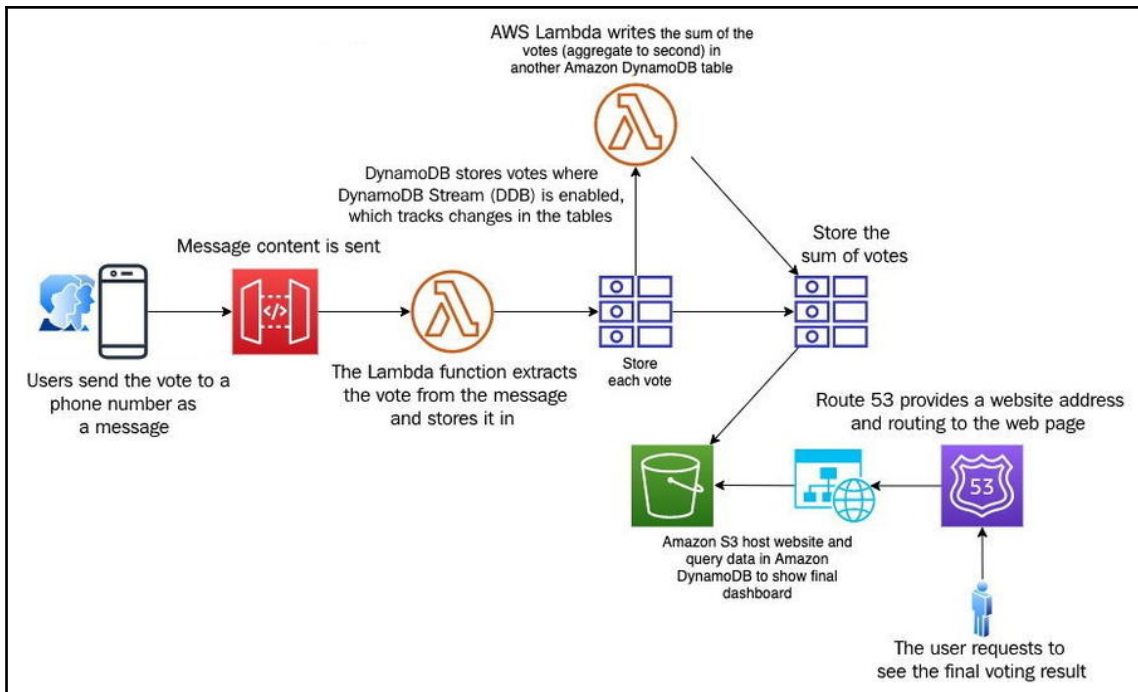 AWS Lambda writes the sum of the
votes (aggregate to second) in
another Amazon DynamoDB table
DynamoDB stores votes where
DynamoDB Stream (DDB) is enabled,
which tracks changes in the tables
Message content is sent
Store the
sum of votes
Users send the vote to a
phone number as
a message
The Lambda function extracts
the vote from the message
and stores it in
Store
each vote
Route 53 provides a website address
and routing to the web page
53
Amazon S3 host website and
query data in Amazon
DynamoDB to show final
dashboard
The user requests to
see the final voting result